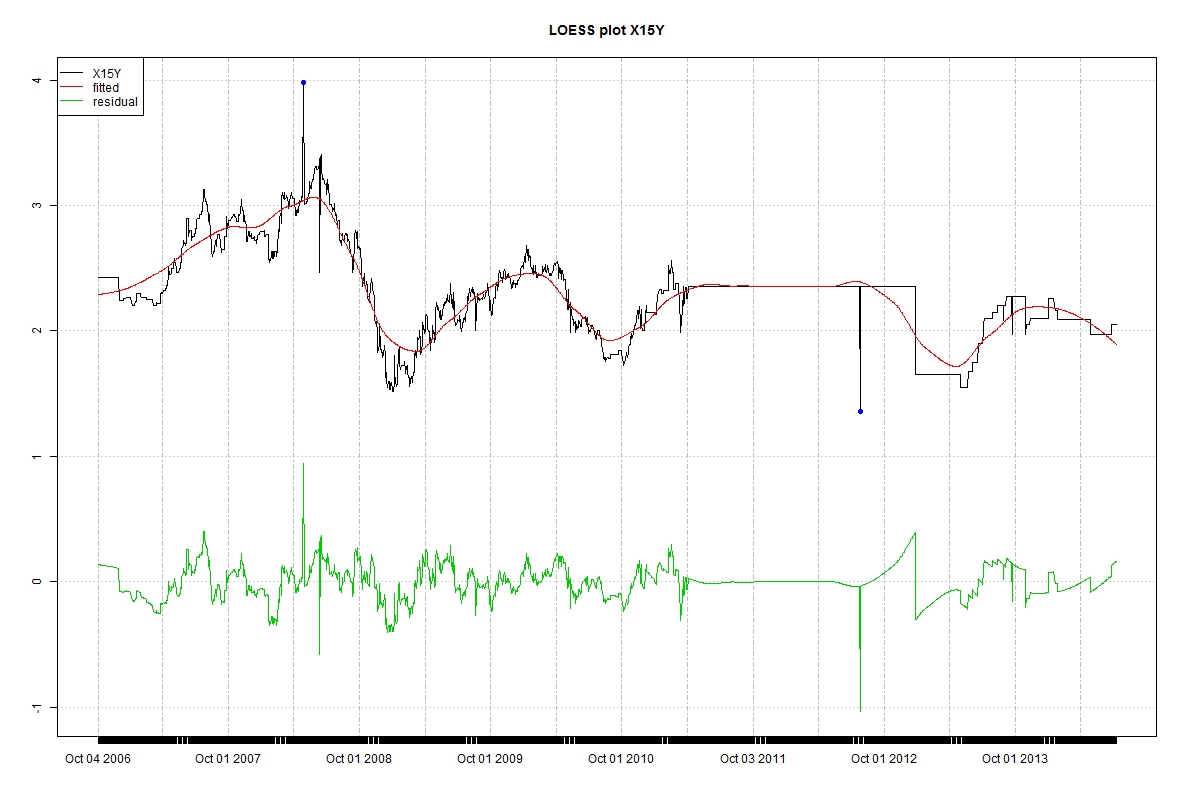 LOESS plot X15Y
X15Y
fitted
residual
4
3
2
1
0
-1
Oct 04 2006 Oct 01 2007 Oct 01 2008 Oct 01 2009 Oct 01 2010 Oct 03 2011 Oct 01 2012 Oct 01 2013